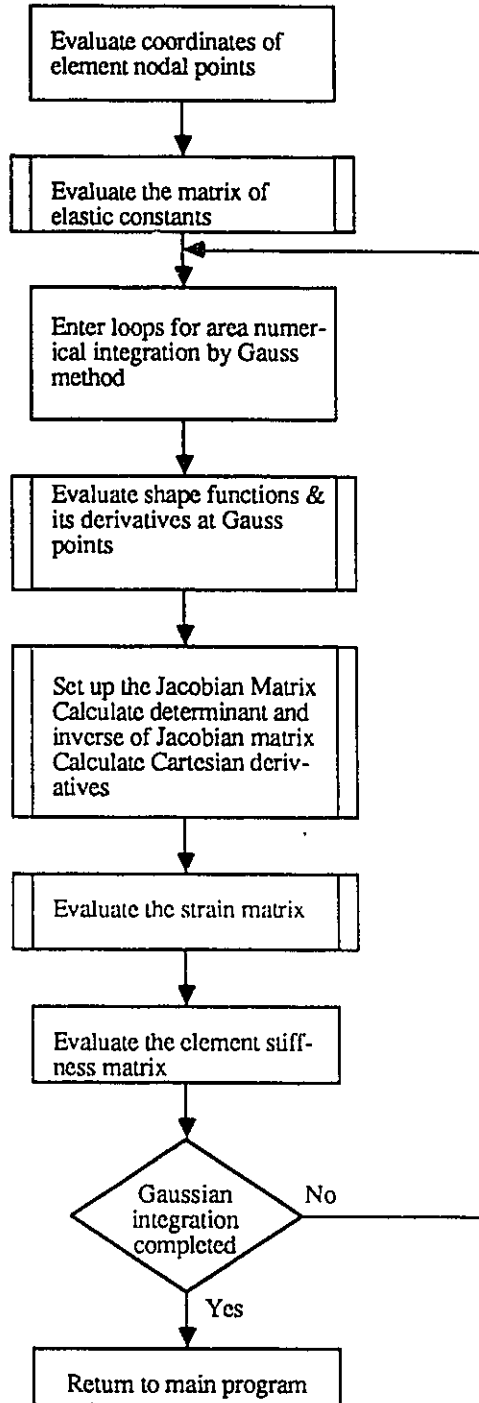 Evaluate coordinates of
element nodal points
Evaluate the matrix of
elastic constants
Enter loops for area numer-
ical integration by Gauss
method
Evaluate shape functions &
its derivatives at Gauss
points
Set up the Jacobian Matrix
Calculate determinant and
inverse of Jacobian matrix
Calculate Cartesian deriv-
atives
Evaluate the strain matrix
Evaluate the element stiff-
ness matrix
Gaussian
integration
completed
No
Yes
Return to main program